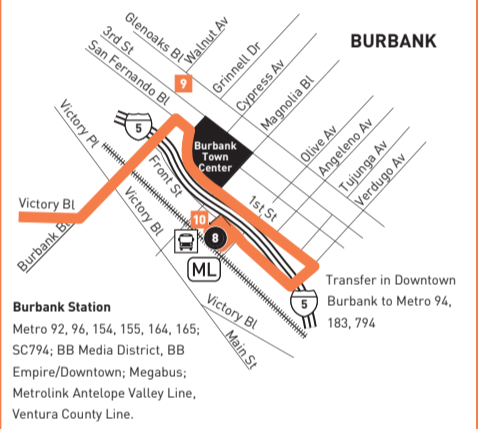 BURBANK
Glenoaks Bl
Walnut Av
3rd St
Grinnell Dr
San Fernando Bl
Cypress Av
9
Magnolia Bl
Victory Pl
5
Burbank
Town
Center
Olive Av
Angeleno Av
Tujunga Av
Verdugo Av
Front St
1st St
Victory Bl
Victory Bl
10
8
Burbank Bl
ML
Victory Bl
Main St
5
Transfer in Downtown
Burbank to Metro 94,
183, 794
Burbank Station
Metro 92, 96, 154, 155, 164, 165;
SC794; BB Media District, BB
Empire/Downtown; Megabus;
Metrolink Antelope Valley Line,
Ventura County Line.